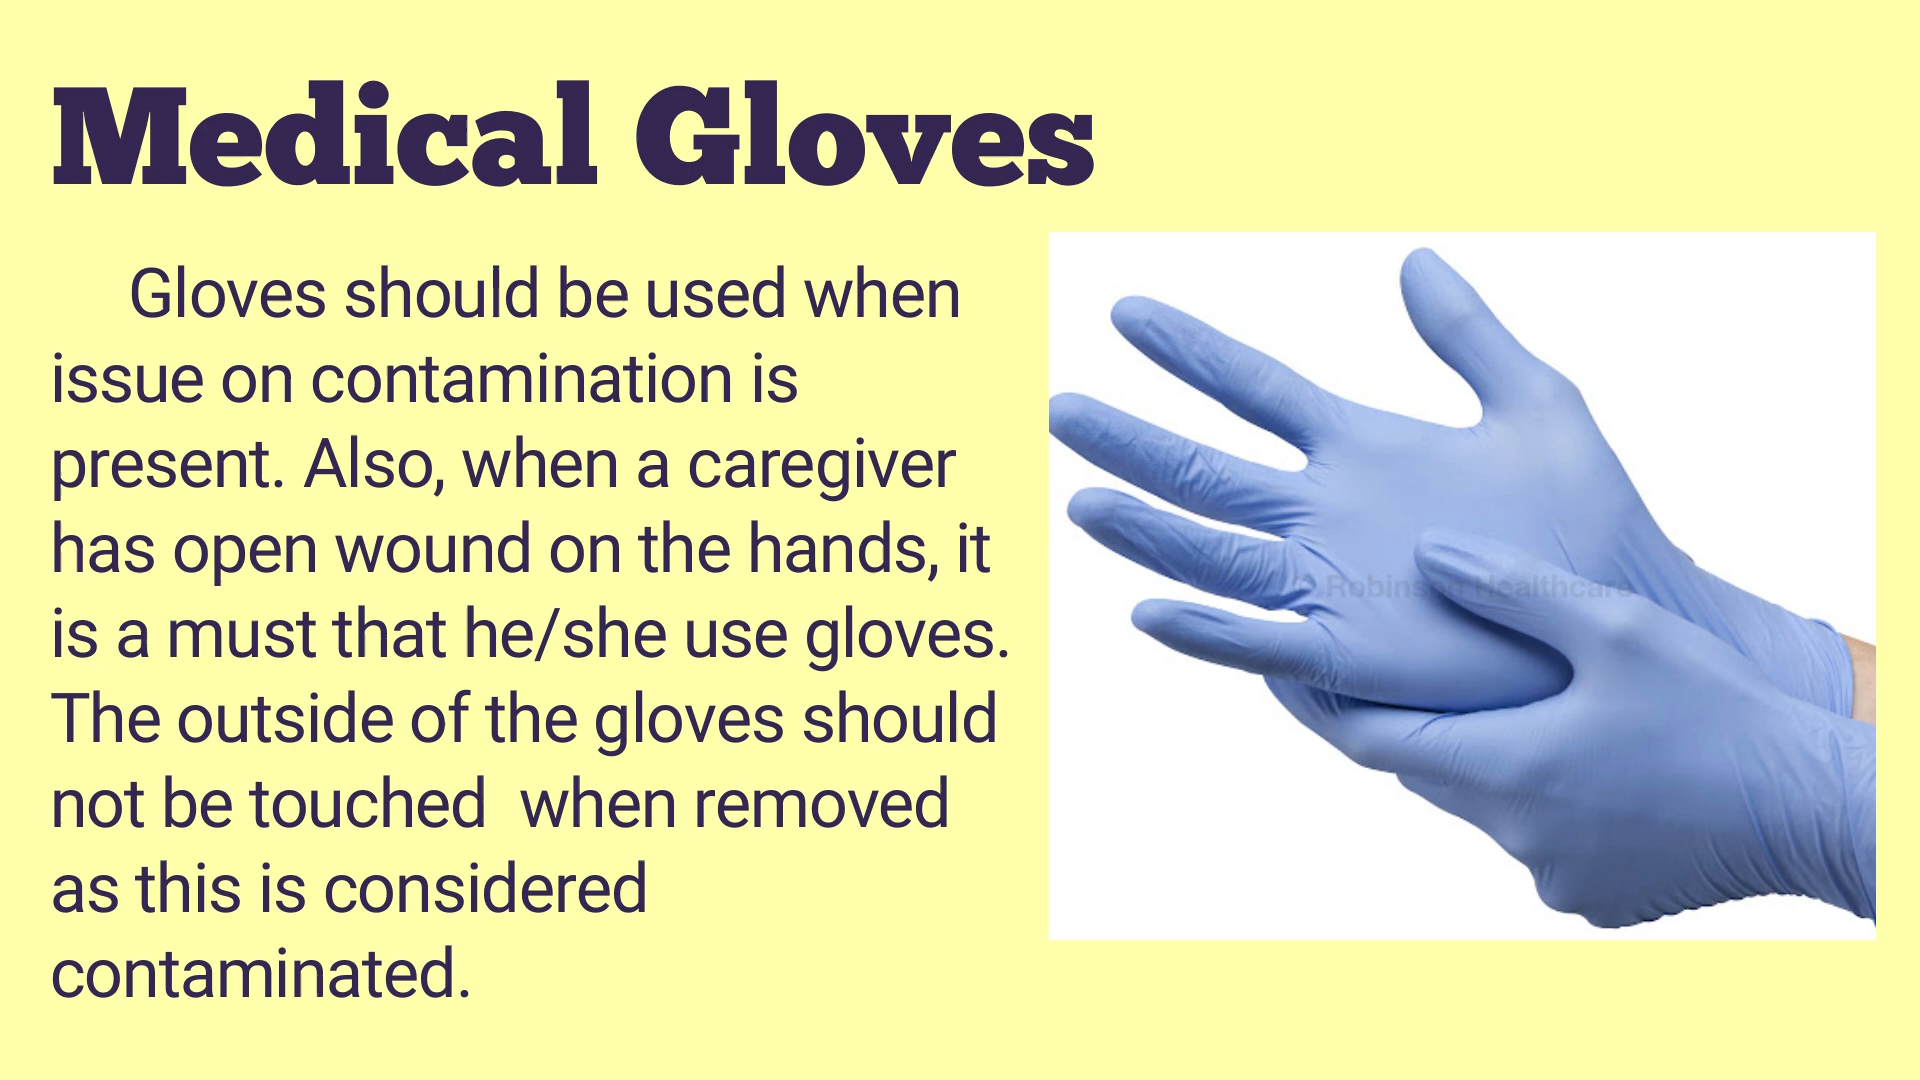 Medical Gloves
Gloves should be used when
issue on contamination is
present. Also, when a caregiver
has open wound on the hands, it
is a must that he/she use gloves.
The outside of the gloves should
not be touched  when removed
as this is considered
contaminated.
Robinson Healthcare